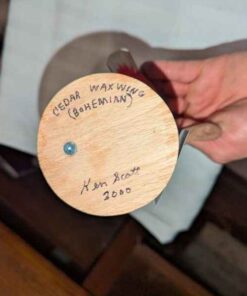 CEDAR WAXWING
(BOHEMIAN)
Ken Scott
2000